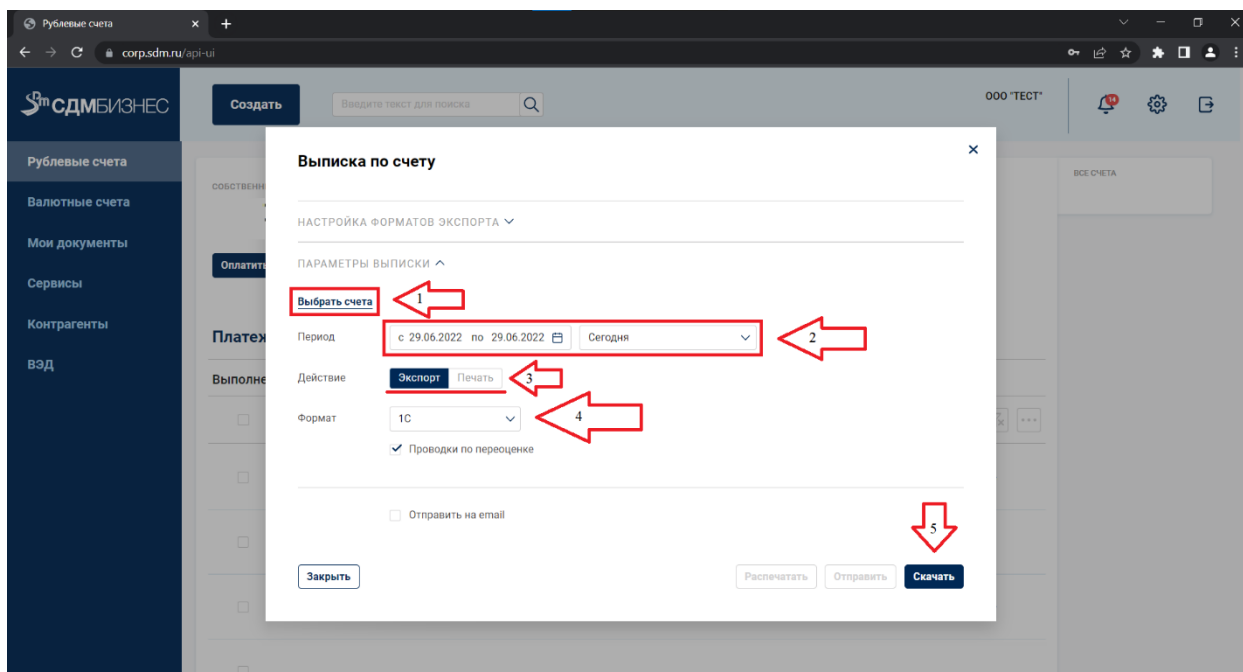 Рублевые счета
corp.sdm.ru/api-ui
СДМБИЗНЕС
Создать
Введите текст для поиска
ООО "ТЕСТ"
14
Рублевые счета
Валютные счета
Мои документы
Сервисы
Контрагенты
ВЭД
СОБСТВЕНН
Оплатить
Платеж
Выполне
ВСЕ СЧЕТА
Выписка по счету
НАСТРОЙКА ФОРМАТОВ ЭКСПОРТА
ПАРАМЕТРЫ ВЫПИСКИ
Выбрать счета
1
Период
с 29.06.2022 по 29.06.2022
Сегодня
2
Действие
Экспорт
Печать
3
Формат
1С
4
Проводки по переоценке
Отправить на email
5
Закрыть
Распечатать
Отправить
Скачать